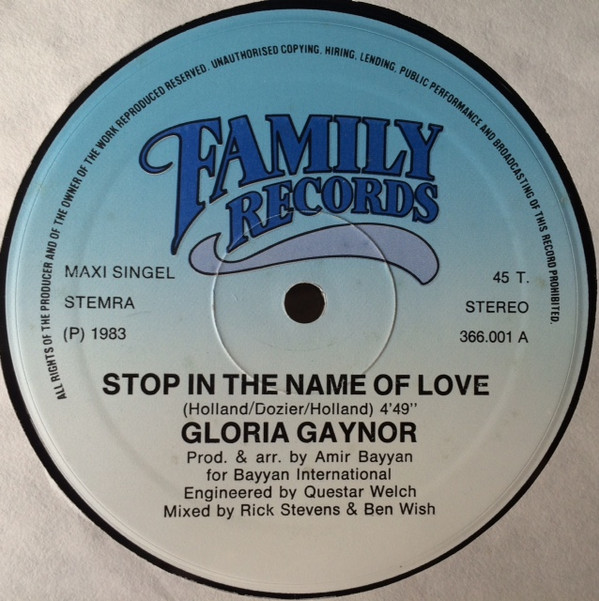 ALL RIGHTS OF THE PRODUCER AND OF THE OWNER OF THE WORK REPRODUCED RESERVED. UNAUTHORISED COPYING, HIRING, LENDING, PUBLIC PERFORMANCE AND BROADCASTING OF THIS RECORD PROHIBITED.
FAMILY
RECORDS
MAXI SINGEL
45 T.
STEMRA
STEREO
(P) 1983
366.001 A
STOP IN THE NAME OF LOVE
(Holland/Dozier/Holland) 4'49"
GLORIA GAYNOR
Prod. & arr. by Amir Bayyan
for Bayyan International
Engineered by Questar Welch
Mixed by Rick Stevens & Ben Wish